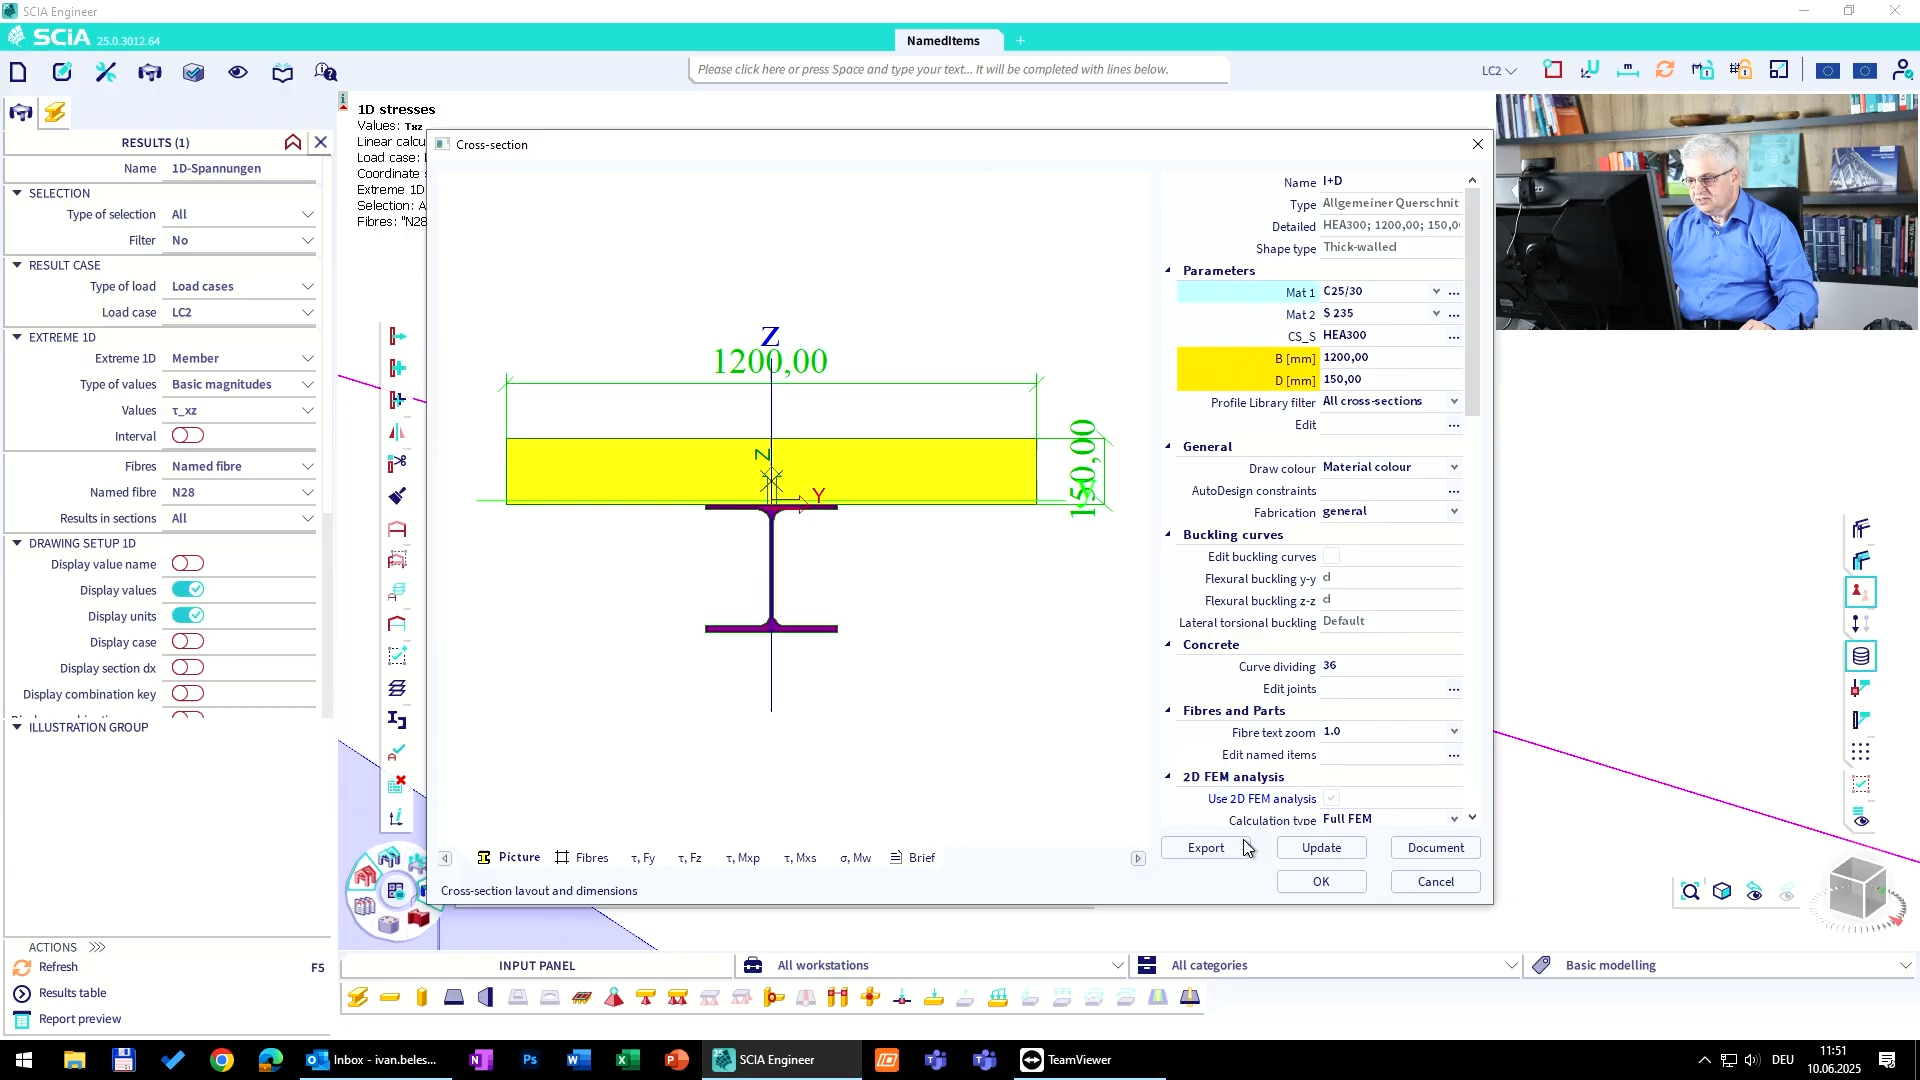 SCIA Engineer
SCiA 25.0.3012.64
NamedItems
Please click here or press Space and type your text... It will be completed with lines below.
LC2
RESULTS (1)
Name 1D-Spannungen
SELECTION
Type of selection All
Filter No
RESULT CASE
Type of load Load cases
Load case LC2
EXTREME 1D
Extreme 1D Member
Type of values Basic magnitudes
Values τ_xz
Interval
Fibres Named fibre
Named fibre N28
Results in sections All
DRAWING SETUP 1D
Display value name
Display values
Display units
Display case
Display section dx
Display combination key
ILLUSTRATION GROUP
ACTIONS
Refresh F5
Results table
Report preview
1D stresses
Values: τxz
Linear calcu
Load case:
Coordinate s
Extreme 1D
Selection: A
Fibres: "N28
Cross-section
Z
1200,00
150,00
Z
Y
Name I+D
Type Allgemeiner Querschnit
Detailed HEA300; 1200,00; 150,0
Shape type Thick-walled
Parameters
Mat 1 C25/30
Mat 2 S 235
CS_S HEA300
B [mm] 1200,00
D [mm] 150,00
Profile Library filter All cross-sections
Edit
General
Draw colour Material colour
AutoDesign constraints
Fabrication general
Buckling curves
Edit buckling curves
Flexural buckling y-y d
Flexural buckling z-z d
Lateral torsional buckling Default
Concrete
Curve dividing 36
Edit joints
Fibres and Parts
Fibre text zoom 1.0
Edit named items
2D FEM analysis
Use 2D FEM analysis
Calculation type Full FEM
Export Update Document
OK Cancel
Picture Fibres τ, Fy τ, Fz τ, Mxp τ, Mxs σ, Mw Brief
Cross-section layout and dimensions
INPUT PANEL All workstations All categories Basic modelling
Inbox - ivan.beles... SCIA Engineer TeamViewer
DEU
11:51
10.06.2025